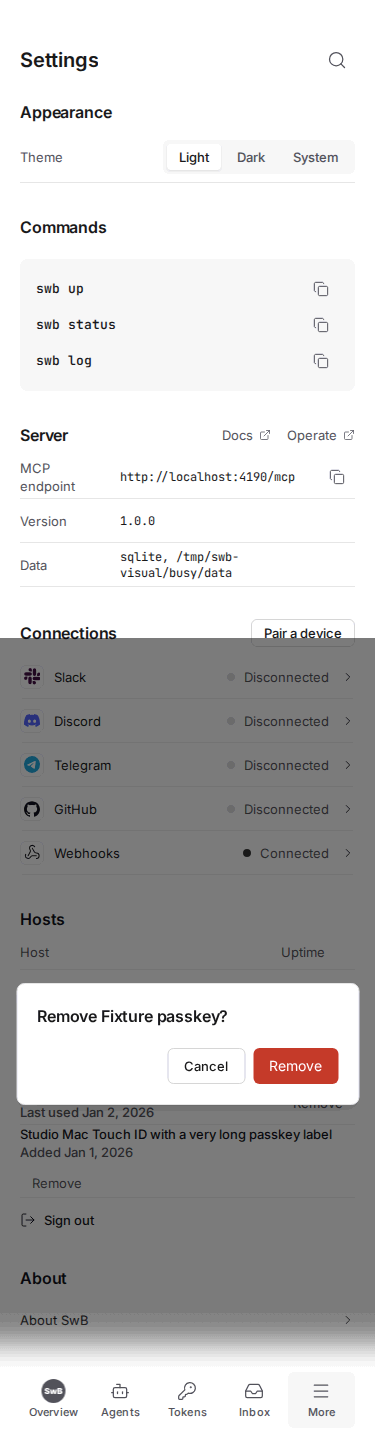 Settings
Appearance
Theme
Light
Dark
System
Commands
swb up
swb status
swb log
Server
Docs
Operate
MCP
endpoint
http://localhost:4190/mcp
Version
1.0.0
Data
sqlite, /tmp/swb-
visual/busy/data
Connections
Pair a device
Slack
Disconnected
Discord
Disconnected
Telegram
Disconnected
GitHub
Disconnected
Webhooks
Connected
Hosts
Host
Uptime
Remove Fixture passkey?
Cancel
Remove
Last used Jan 2, 2026
Studio Mac Touch ID with a very long passkey label
Added Jan 1, 2026
Remove
Sign out
About
About SwB
SwB
Overview
Agents
Tokens
Inbox
More